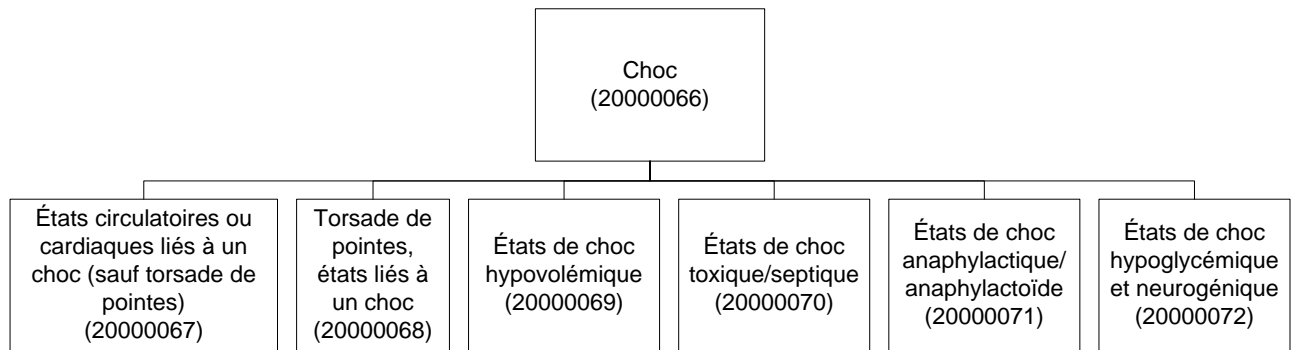 Choc
(20000066)
États circulatoires ou
cardiaques liés à un
choc (sauf torsade de
pointes)
(20000067)
Torsade de
pointes,
états liés à
un choc
(20000068)
États de choc
hypovolémique
(20000069)
États de choc
toxique/septique
(20000070)
États de choc
anaphylactique/
anaphylactoïde
(20000071)
États de choc
hypoglycémique
et neurogénique
(20000072)